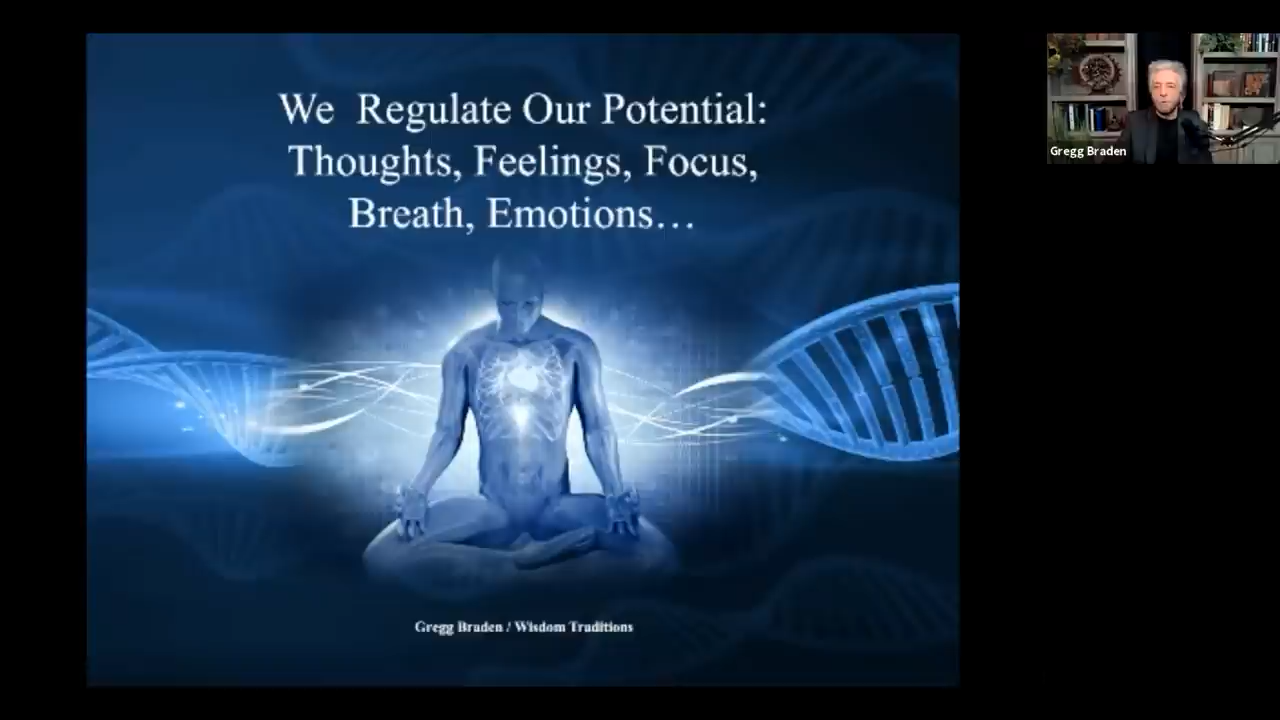 We  Regulate Our Potential:
Thoughts, Feelings, Focus,
Breath, Emotions…
Gregg Braden / Wisdom Traditions
Gregg Braden